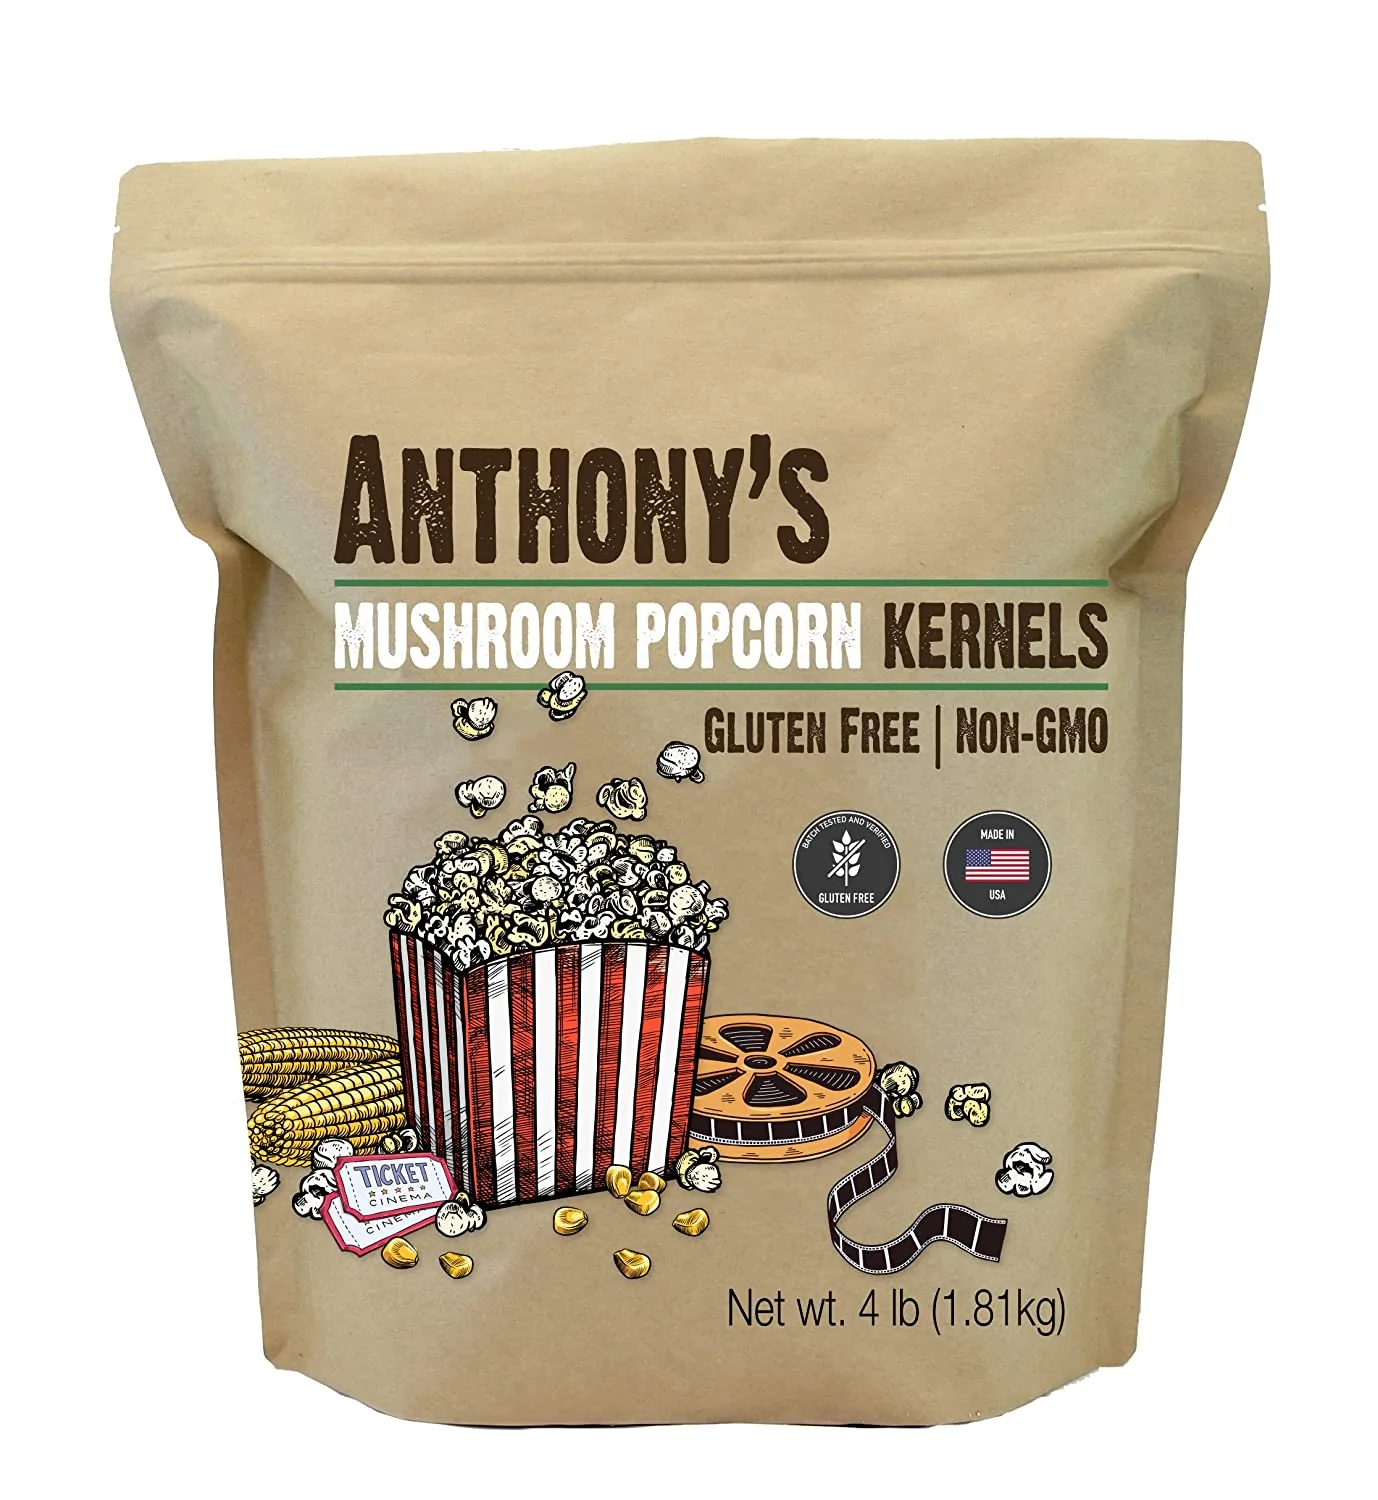 ANTHONY'S
MUSHROOM POPCORN KERNELS
GLUTEN FREE | NON-GMO
BATCH TESTED AND VERIFIED
GLUTEN FREE
MADE IN
USA
TICKET
CINEMA
CINEMA
Net wt. 4 lb (1.81kg)